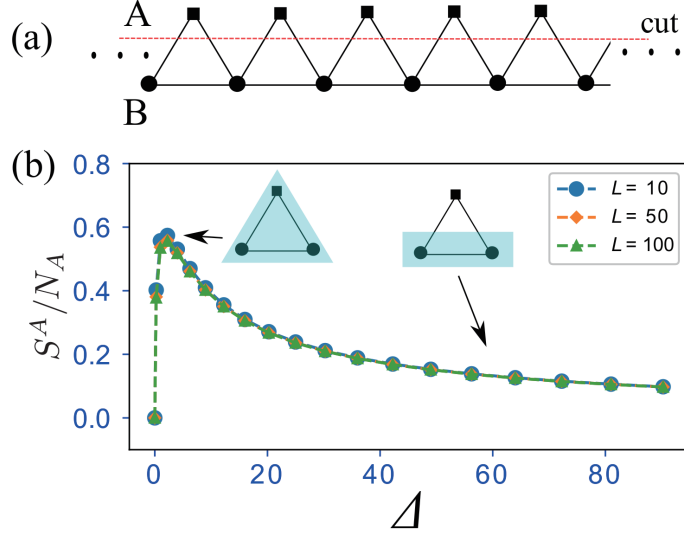 (a) A
cut
B
(b)
0.8
0.6
0.4
0.2
0.0
S^A/N_A
L = 10
L = 50
L = 100
0 20 40 60 80
Δ